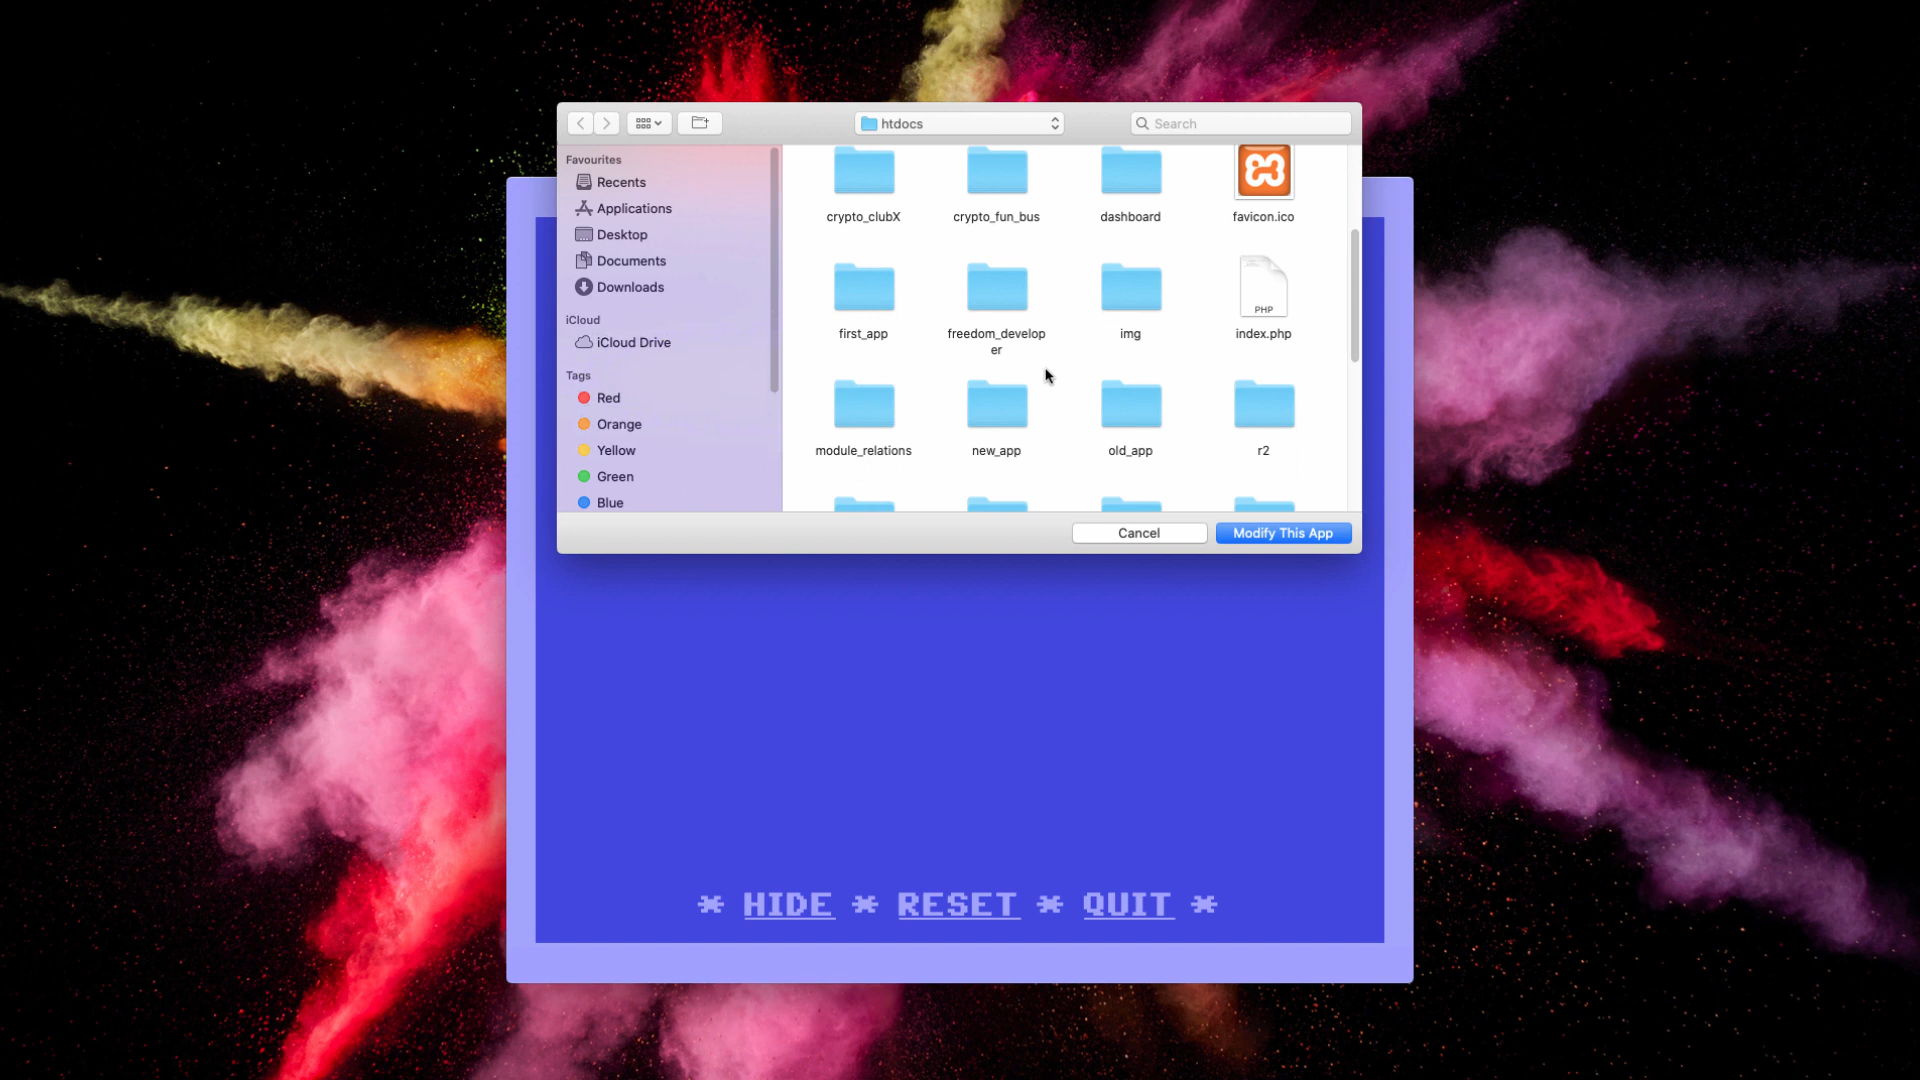 htdocs
Search
Favourites
Recents
Applications
Desktop
Documents
Downloads
iCloud
iCloud Drive
Tags
Red
Orange
Yellow
Green
Blue
crypto_clubX
crypto_fun_bus
dashboard
favicon.ico
first_app
freedom_develop
er
img
PHP
index.php
module_relations
new_app
old_app
r2
Cancel
Modify This App
* HIDE * RESET * QUIT *